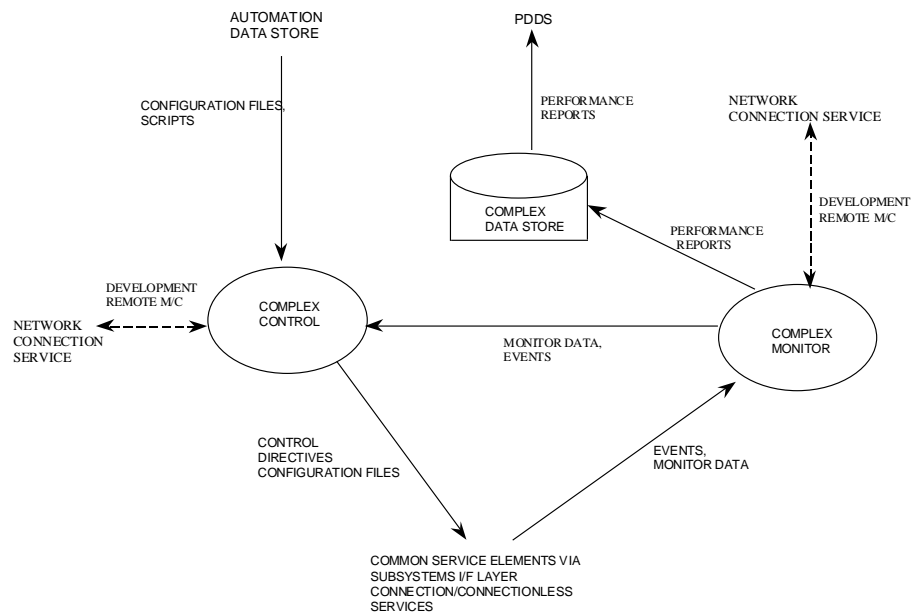 AUTOMATION
DATA STORE
PDDS
CONFIGURATION FILES,
SCRIPTS
PERFORMANCE
REPORTS
NETWORK
CONNECTION SERVICE
COMPLEX
DATA STORE
DEVELOPMENT
REMOTE M/C
PERFORMANCE
REPORTS
DEVELOPMENT
REMOTE M/C
COMPLEX
CONTROL
NETWORK
CONNECTION
SERVICE
MONITOR DATA,
EVENTS
COMPLEX
MONITOR
CONTROL
DIRECTIVES
CONFIGURATION FILES
EVENTS,
MONITOR DATA
COMMON SERVICE ELEMENTS VIA
SUBSYSTEMS I/F LAYER
CONNECTION/CONNECTIONLESS
SERVICES